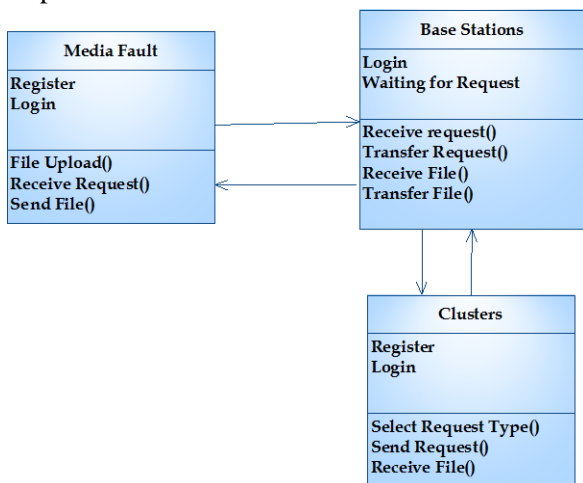 Media Fault
Register
Login
File Upload()
Receive Request()
Send File()
Base Stations
Login
Waiting for Request
Receive request()
Transfer Request()
Receive File()
Transfer File()
Clusters
Register
Login
Select Request Type()
Send Request()
Receive File()